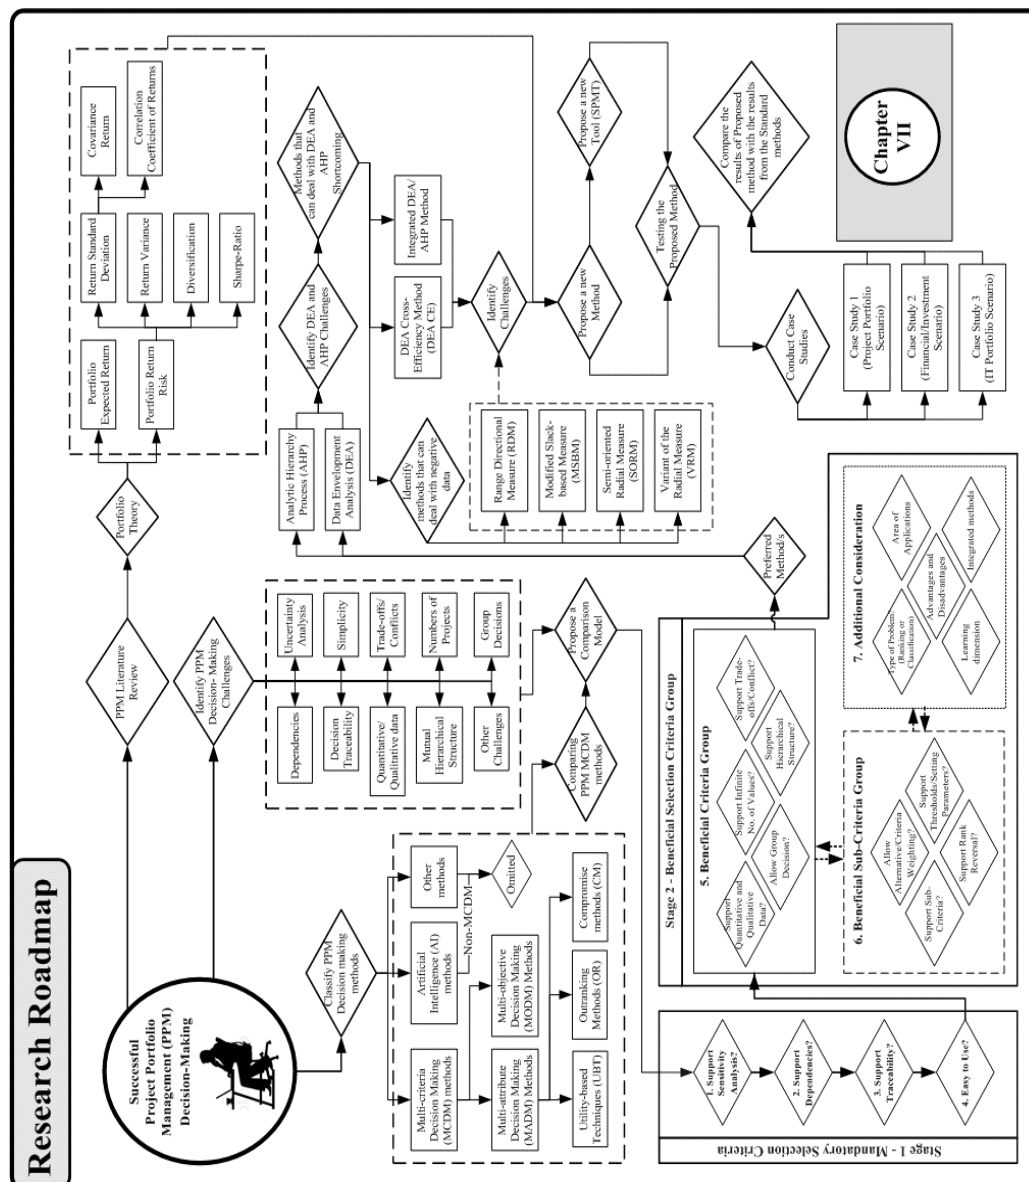 Research Roadmap
Successful
Project Portfolio
Management (PPM)
Decision-Making
PPM Literature
Review
Portfolio
Theory
Portfolio
Expected Return
Portfolio Return
Risk
Return Standard
Deviation
Return Variance
Diversification
Sharpe-Ratio
Covariance
Return
Correlation
Coefficient of Returns
Identify PPM
Decision- Making
Challenges
Dependencies
Decision
Traceability
Quantitative/
Qualitative data
Mutual
Hierarchical
Structure
Other
Challenges
Uncertainty
Analysis
Simplicity
Trade-offs/
Conflicts
Numbers of
Projects
Group
Decisions
Classify PPM
Decision making
methods
Multi-criteria
Decision Making
(MCDM) methods
Artificial
Intelligence (AI)
methods
Other
methods
Non-MCDM
Omitted
Multi-attribute
Decision Making
(MADM) Methods
Multi-objective
Decision Making
(MODM) Methods
Utility-based
Techniques (UBT)
Outranking
Methods (OR)
Compromise
methods (CM)
Comparing
PPM MCDM
methods
Propose a
Comparison
Model
Stage 1 - Mandatory Selection Criteria
1. Support
Sensitivity
Analysis?
2. Support
Dependencies?
3. Support
Traceability?
4. Easy to Use?
Stage 2 - Beneficial Selection Criteria Group
5. Beneficial Criteria Group
Support
Quantitative and
Qualitative
Data?
Support Infinite
No. of Values?
Allow Group
Decision?
Support Trade-
offs/Conflict?
Support
Hierarchical
Structure?
6. Beneficial Sub-Criteria Group
Allow
Alternative/Criteria
Weighting?
Support Sub-
Criteria?
Support
Thresholds/Setting
Parameters?
Support Rank
Reversal?
7. Additional Consideration
Type of Problem?
(Ranking or
Classification)
Area of
Applications
Advantages and
Disadvantages
Learning
dimension
Integrated methods
Preferred
Method/s
Analytic Hierarchy
Process (AHP)
Data Envelopment
Analysis (DEA)
Identify DEA and
AHP Challenges
Methods that
can deal with DEA and
AHP
Shortcoming
Identify
methods that can
deal with negative
data
Range Directional
Measure (RDM)
Modified Slack-
based Measure
(MSBM)
Semi-oriented
Radial Measure
(SORM)
Variant of the
Radial Measure
(VRM)
DEA Cross-
Efficiency Method
(DEA CE)
Integrated DEA/
AHP Method
Identify
Challenges
Propose a new
Method
Propose a new
Tool (SPMT)
Testing the
Proposed Method
Conduct Case
Studies
Case Study 1
(Project Portfolio
Scenario)
Case Study 2
(Financial/Investment
Scenario)
Case Study 3
(IT Portfolio Scenario)
Compare the
results of Proposed
method with the results
from the Standard
methods
Chapter
VII